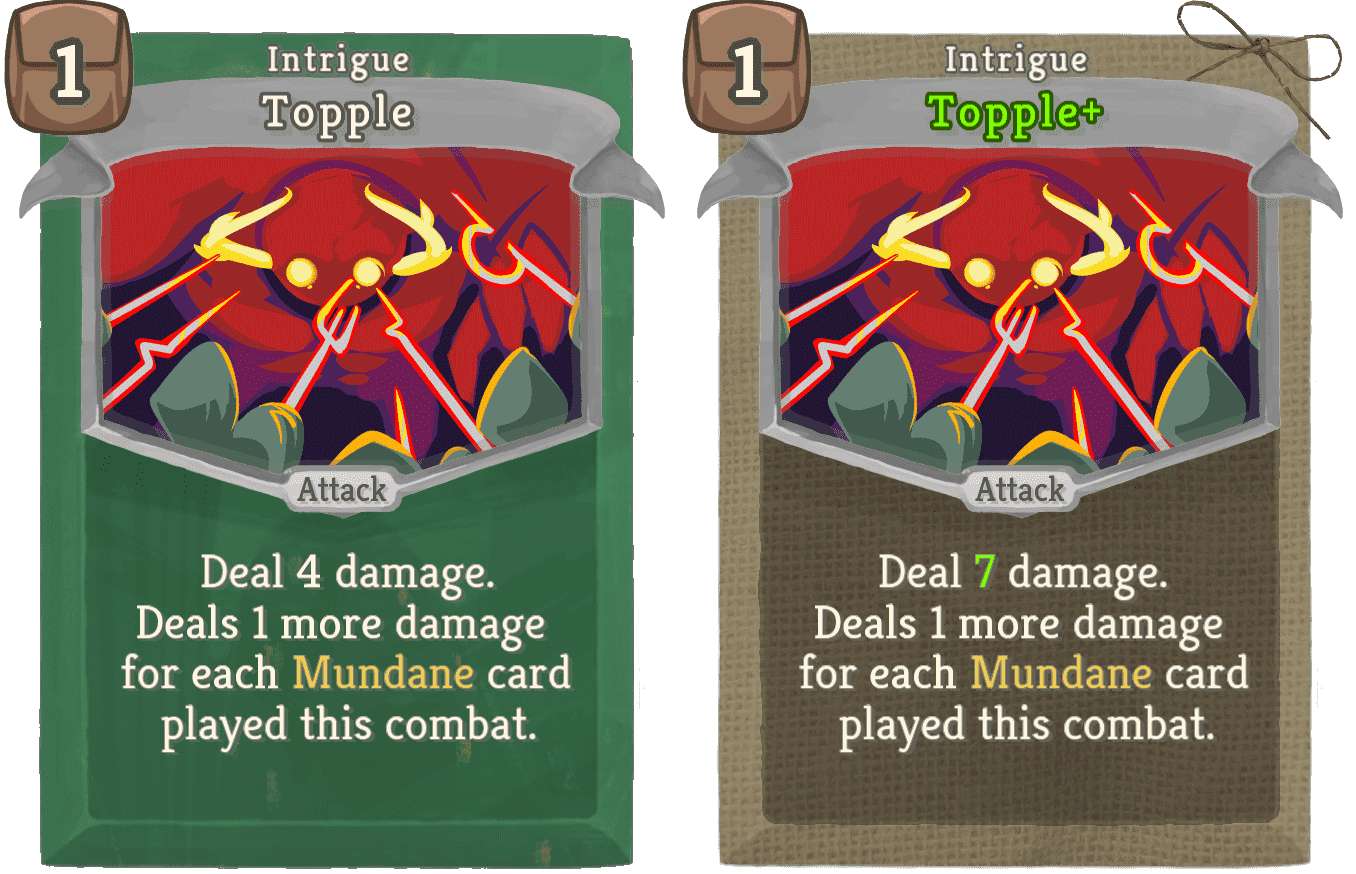 1
Intrigue
Topple
Attack
Deal 4 damage.
Deals 1 more damage
for each Mundane card
played this combat.
1
Intrigue
Topple+
Attack
Deal 7 damage.
Deals 1 more damage
for each Mundane card
played this combat.